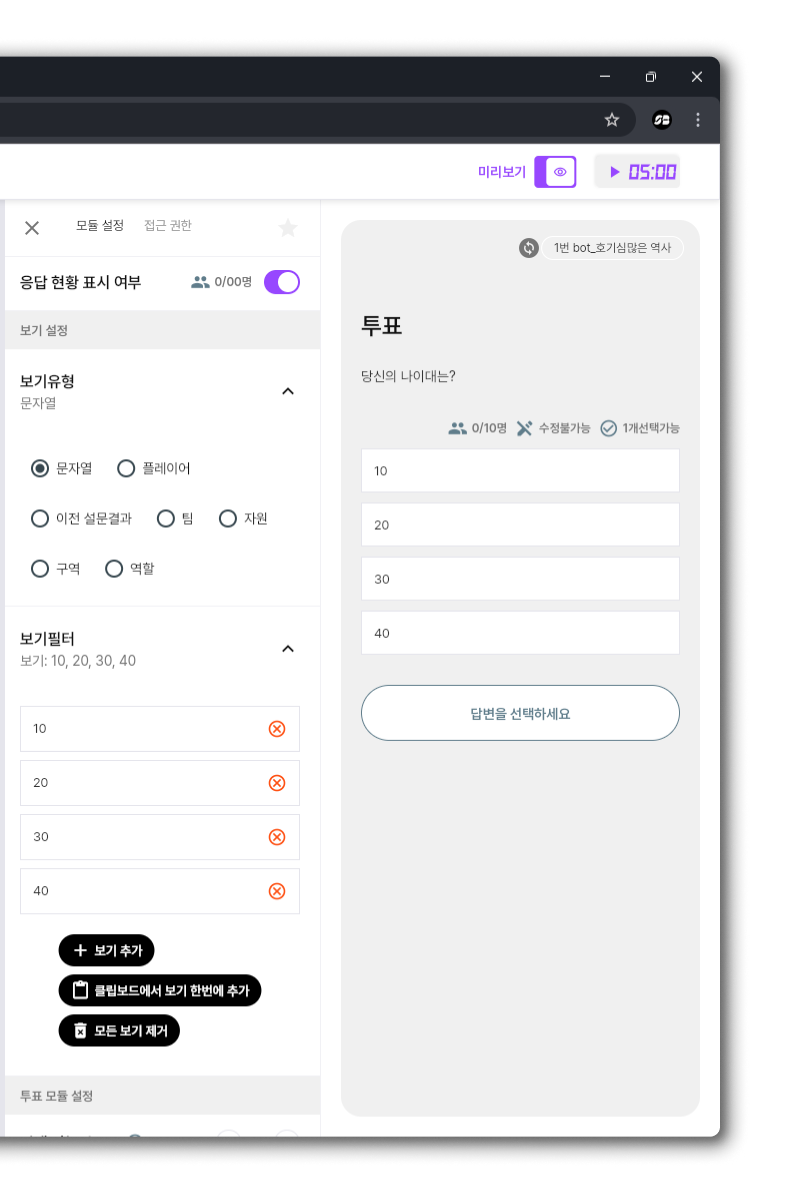 미리보기
05:00
모듈 설정 접근 권한
응답 현황 표시 여부 0/00명
보기 설정
보기유형
문자열
문자열 플레이어
이전 설문결과 팀 자원
구역 역할
보기필터
보기: 10, 20, 30, 40
10
20
30
40
보기 추가
클립보드에서 보기 한번에 추가
모든 보기 제거
투표 모듈 설정
1번 bot_호기심많은 역사
투표
당신의 나이대는?
0/10명 수정불가능 1개선택가능
10
20
30
40
답변을 선택하세요